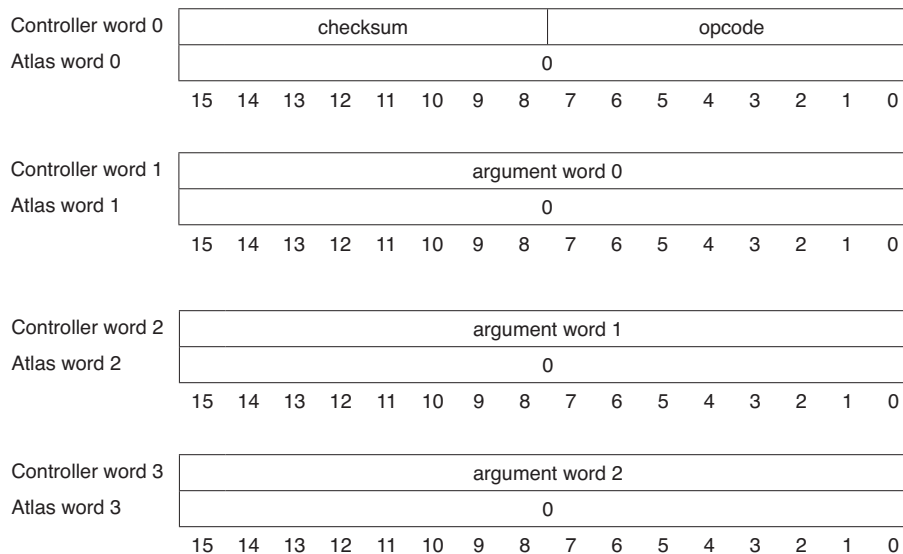 Controller word 0 checksum opcode
Atlas word 0 0
15 14 13 12 11 10 9 8 7 6 5 4 3 2 1 0
Controller word 1 argument word 0
Atlas word 1 0
15 14 13 12 11 10 9 8 7 6 5 4 3 2 1 0
Controller word 2 argument word 1
Atlas word 2 0
15 14 13 12 11 10 9 8 7 6 5 4 3 2 1 0
Controller word 3 argument word 2
Atlas word 3 0
15 14 13 12 11 10 9 8 7 6 5 4 3 2 1 0